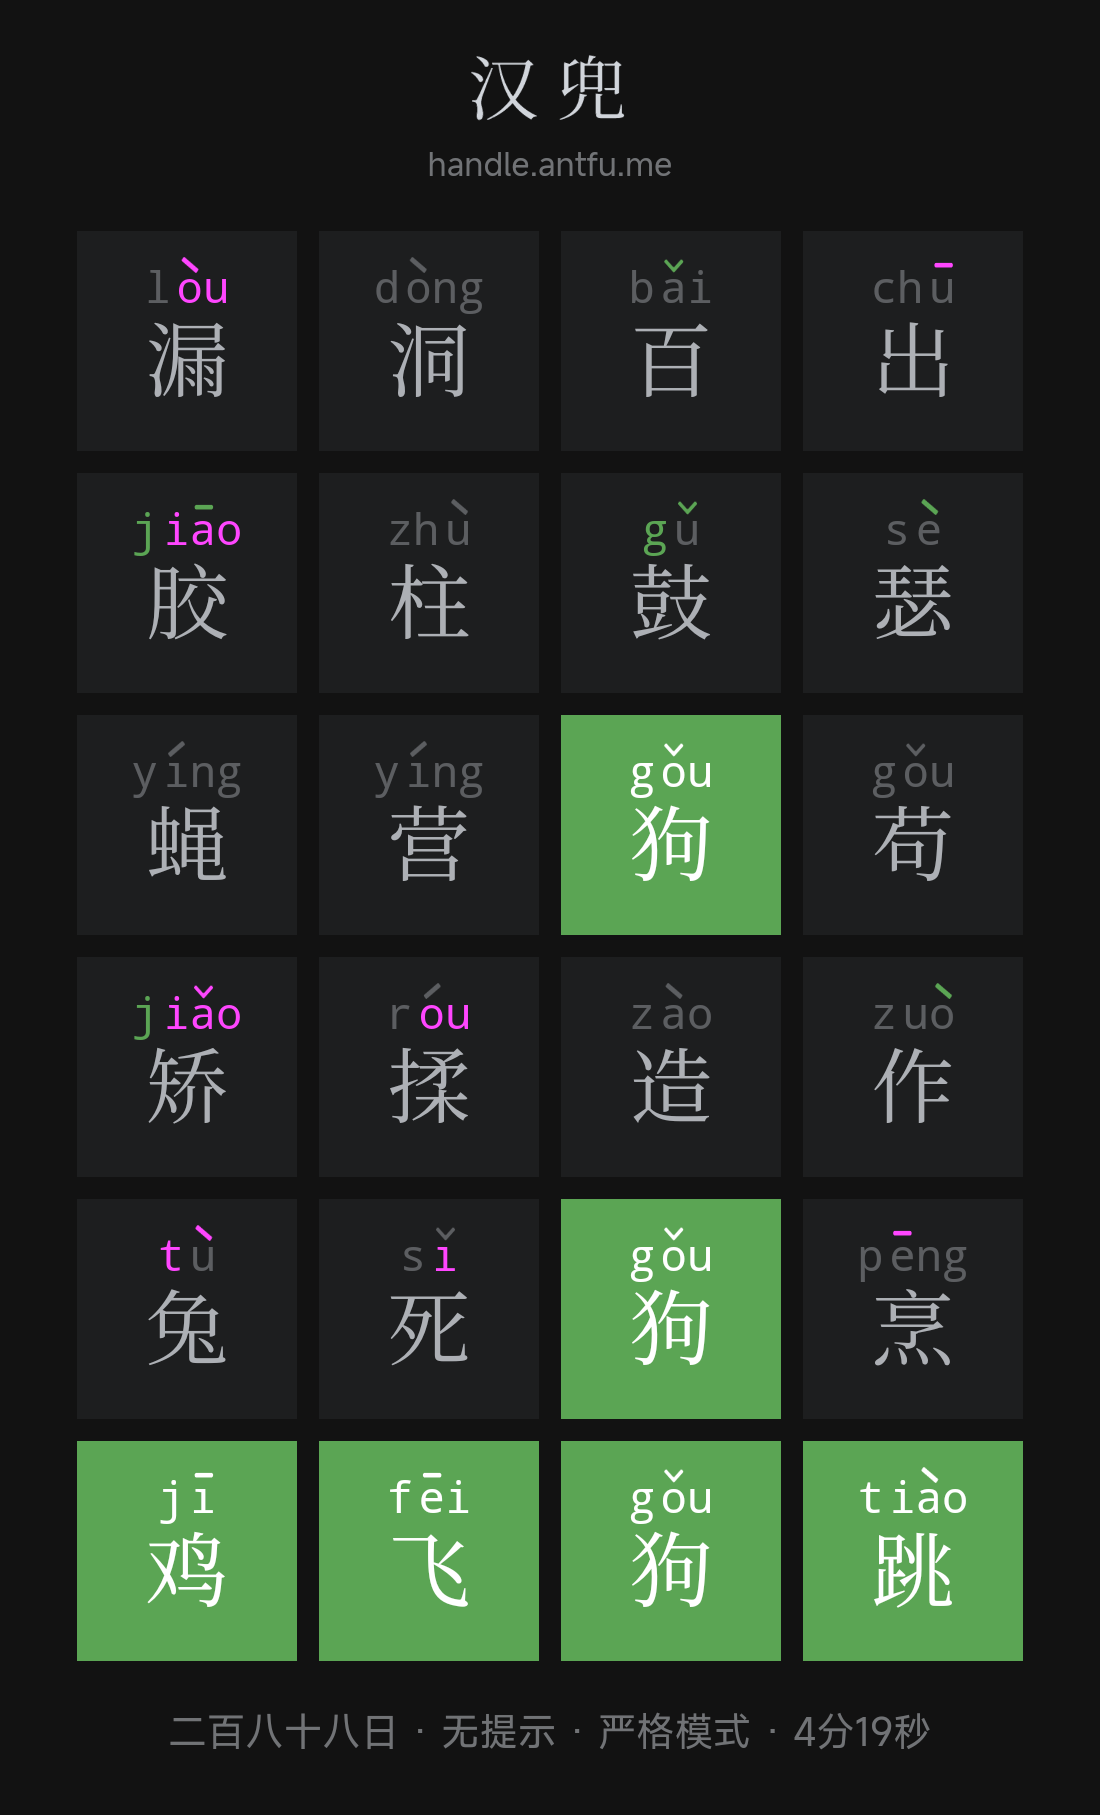 汉兜
handle.antfu.me
lòu dòng bǎi chū
漏 洞 百 出
jiāo zhù gǔ sè
胶 柱 鼓 瑟
yíng yíng gǒu gǒu
蝇 营 狗 苟
jiǎo róu zào zuò
矫 揉 造 作
tù sǐ gǒu pēng
兔 死 狗 烹
jī fēi gǒu tiào
鸡 飞 狗 跳
二百八十八日 · 无提示 · 严格模式 · 4分19秒